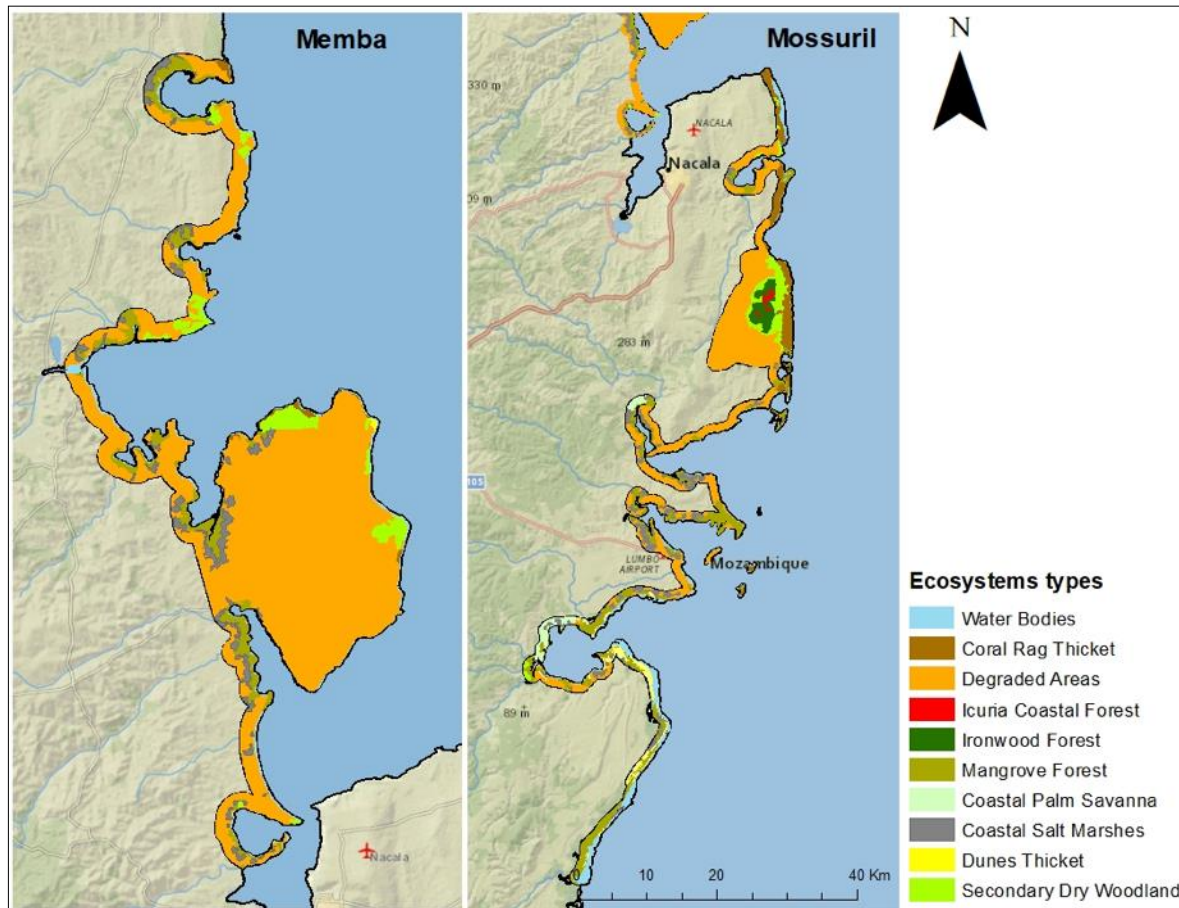 Memba
Nacala
Mossuril
330 m
NACALA
Nacala
09 m
283 m
105
LUMBO
AIRPORT
Mozambique
89 m
0 10 20 40 Km
N
Ecosystems types
Water Bodies
Coral Rag Thicket
Degraded Areas
Icuria Coastal Forest
Ironwood Forest
Mangrove Forest
Coastal Palm Savanna
Coastal Salt Marshes
Dunes Thicket
Secondary Dry Woodland